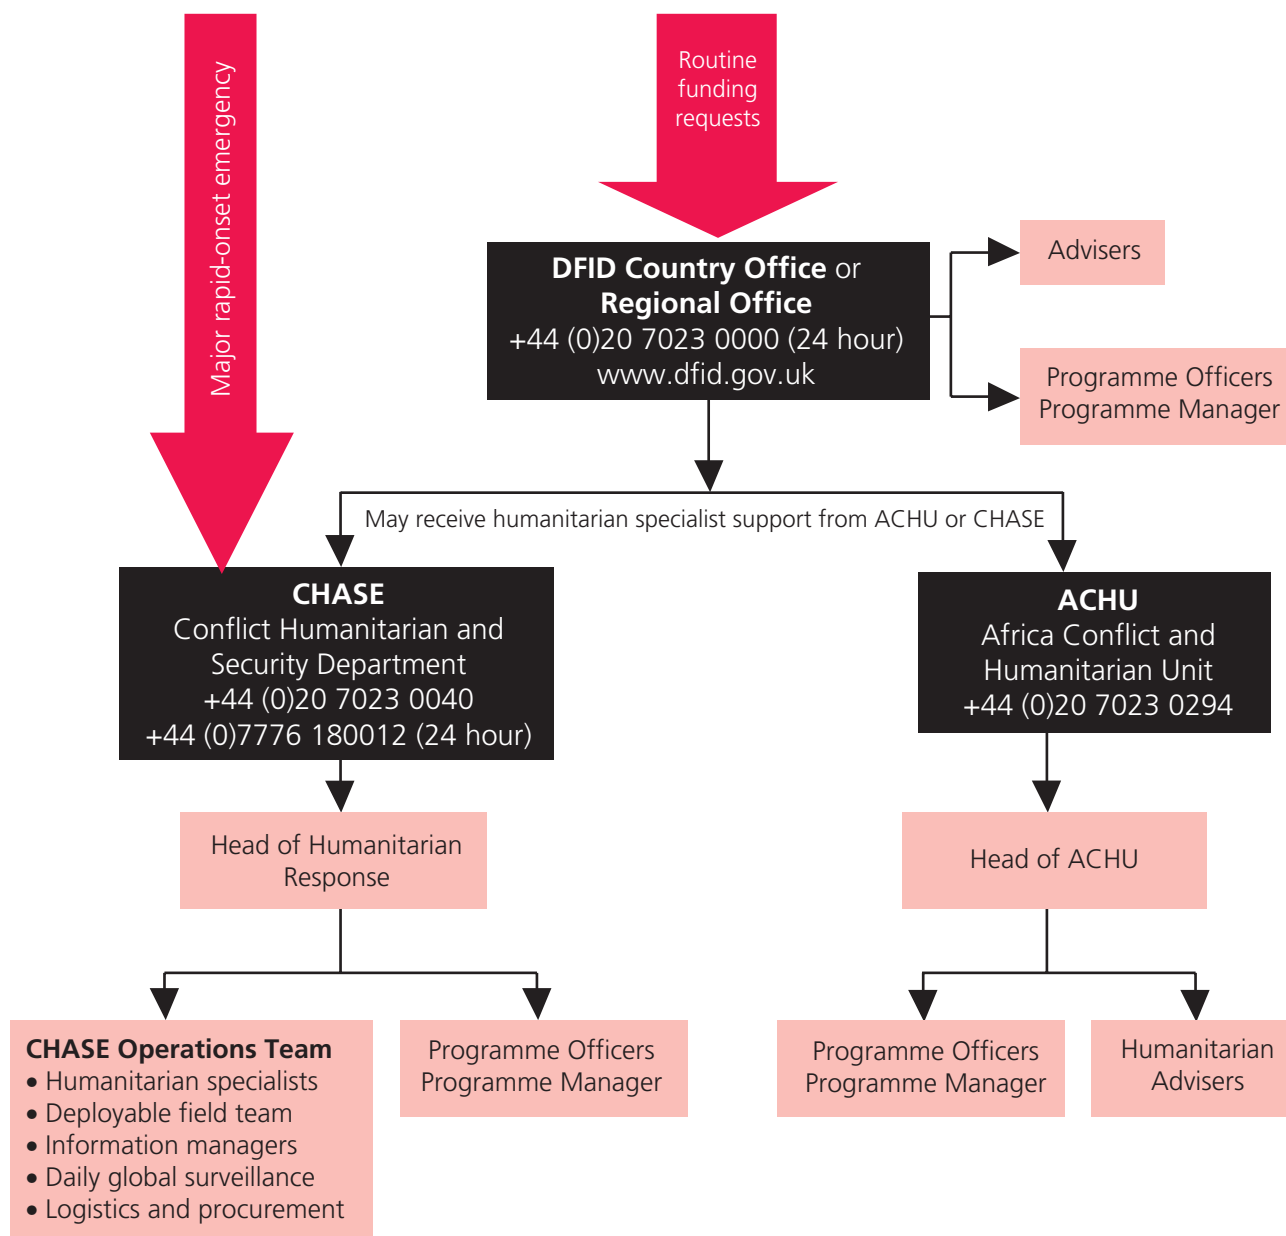 Major rapid-onset emergency
Routine
funding
requests
DFID Country Office or
Regional Office
+44 (0)20 7023 0000 (24 hour)
www.dfid.gov.uk
Advisers
Programme Officers
Programme Manager
May receive humanitarian specialist support from ACHU or CHASE
CHASE
Conflict Humanitarian and
Security Department
+44 (0)20 7023 0040
+44 (0)7776 180012 (24 hour)
ACHU
Africa Conflict and
Humanitarian Unit
+44 (0)20 7023 0294
Head of Humanitarian
Response
Head of ACHU
CHASE Operations Team
• Humanitarian specialists
• Deployable field team
• Information managers
• Daily global surveillance
• Logistics and procurement
Programme Officers
Programme Manager
Programme Officers
Programme Manager
Humanitarian
Advisers